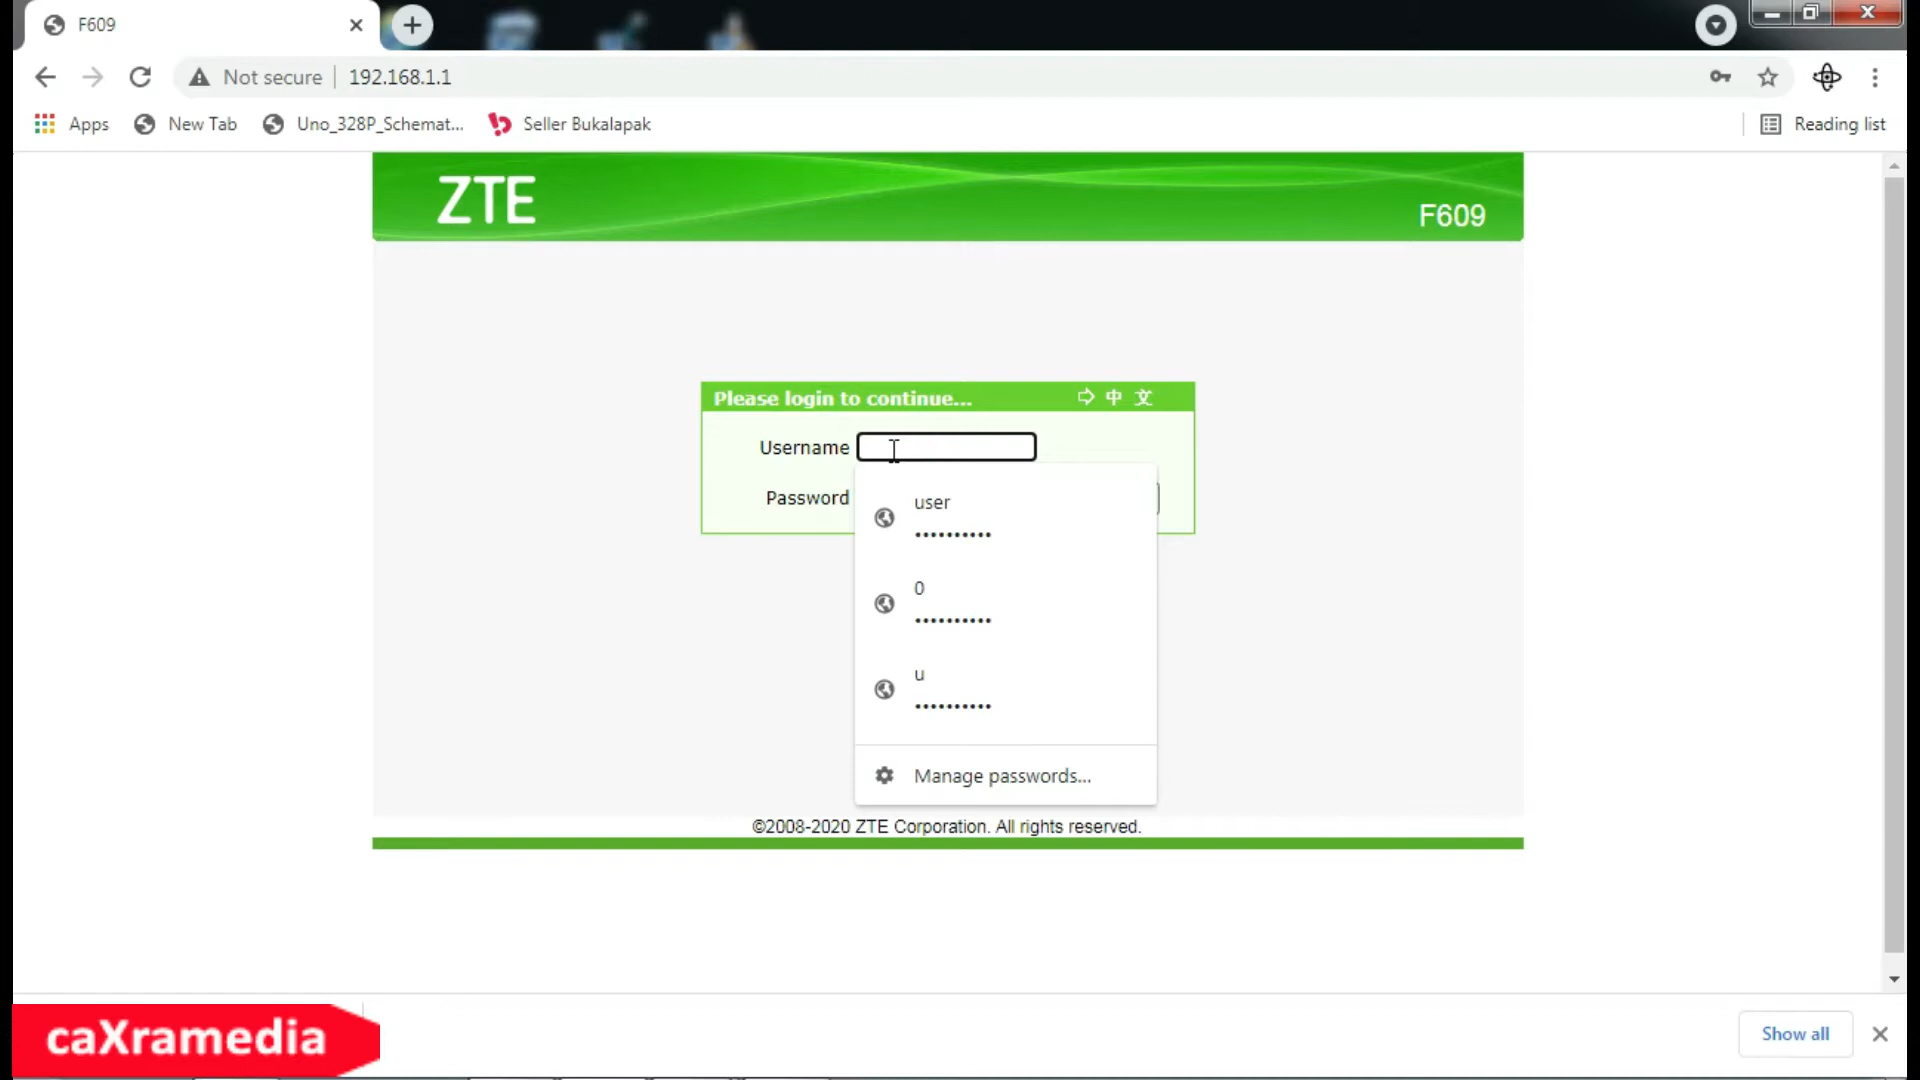 F609
Not secure 192.168.1.1
Apps New Tab Uno_328P_Schemat... Seller Bukalapak Reading list
ZTE
F609
Please login to continue... ⇨ 中 文
Username
Password
user
••••••••••
0
••••••••••
u
••••••••••
Manage passwords...
©2008-2020 ZTE Corporation. All rights reserved.
caXramedia
Show all